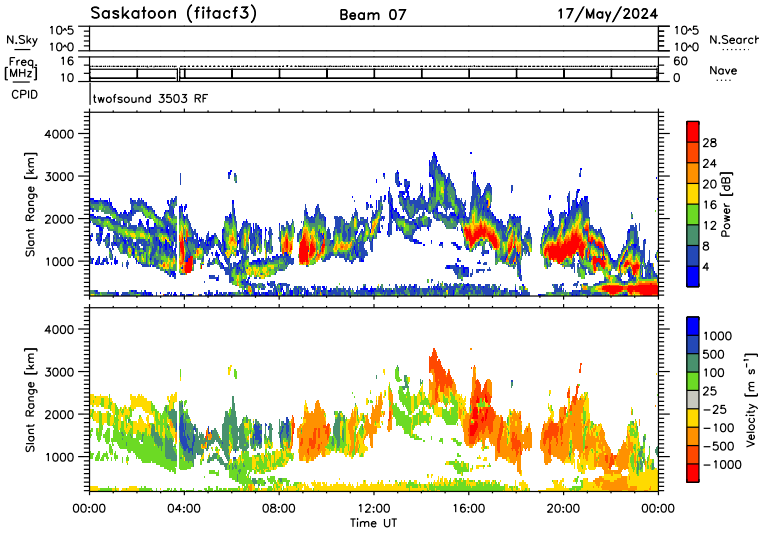 Saskatoon (fitacf3) Beam 07 17/May/2024
N.Sky 10^5 10^0 10^5 10^0 N.Search
Freq. [MHz] 16 10 60 0 Nave
CPID twofsound 3503 RF
Slant Range [km] 4000 3000 2000 1000
28 24 20 16 12 8 4 Power [dB]
Slant Range [km] 4000 3000 2000 1000
1000 500 100 25 -25 -100 -500 -1000 Velocity [m s⁻¹]
00:00 04:00 08:00 12:00 16:00 20:00 00:00
Time UT